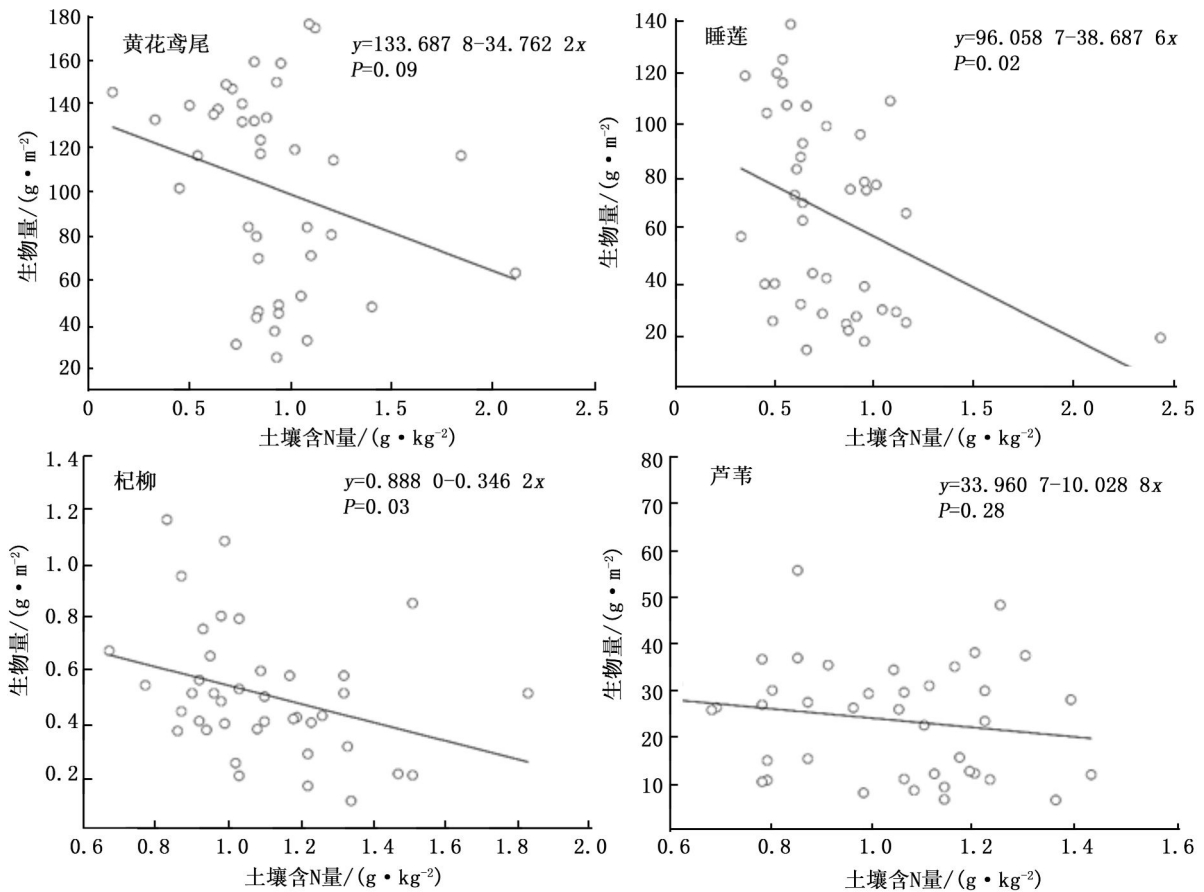 黄花鸢尾
y=133.687 8-34.762 2x
P=0.09
180
160
140
120
100
80
60
40
20
0 0.5 1.0 1.5 2.0 2.5
生物量/(g·m⁻²)
土壤含N量/(g·kg⁻²)
睡莲
y=96.058 7-38.687 6x
P=0.02
140
120
100
80
60
40
20
0 0.5 1.0 1.5 2.0 2.5
生物量/(g·m⁻²)
土壤含N量/(g·kg⁻²)
杞柳
y=0.888 0-0.346 2x
P=0.03
1.4
1.2
1.0
0.8
0.6
0.4
0.2
0.6 0.8 1.0 1.2 1.4 1.6 1.8 2.0
生物量/(g·m⁻²)
土壤含N量/(g·kg⁻²)
芦苇
y=33.960 7-10.028 8x
P=0.28
80
70
60
50
40
30
20
10
0.6 0.8 1.0 1.2 1.4 1.6
生物量/(g·m⁻²)
土壤含N量/(g·kg⁻²)